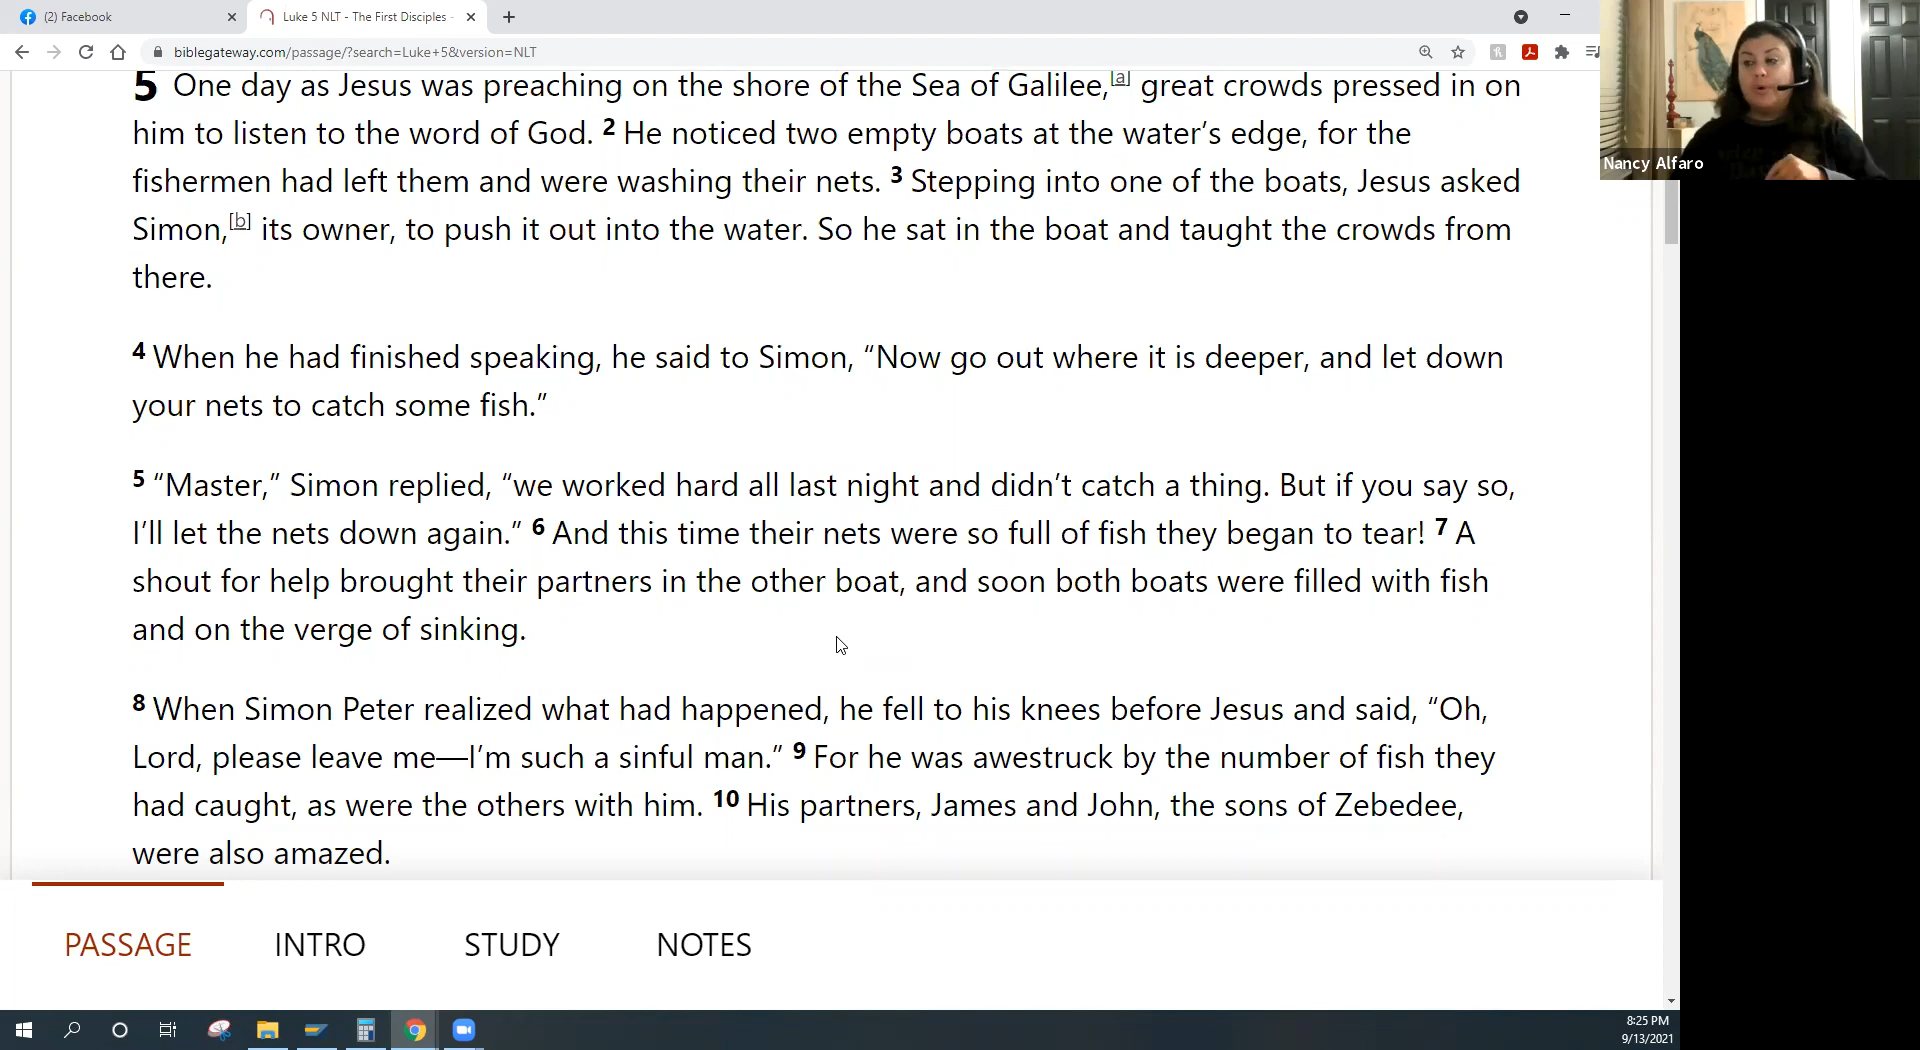 (2) Facebook
Luke 5 NLT - The First Disciples -
biblegateway.com/passage/?search=Luke+5&version=NLT
5 One day as Jesus was preaching on the shore of the Sea of Galilee,[a] great crowds pressed in on
him to listen to the word of God. 2 He noticed two empty boats at the water’s edge, for the
fishermen had left them and were washing their nets. 3 Stepping into one of the boats, Jesus asked
Simon,[b] its owner, to push it out into the water. So he sat in the boat and taught the crowds from
there.
4 When he had finished speaking, he said to Simon, “Now go out where it is deeper, and let down
your nets to catch some fish.”
5 “Master,” Simon replied, “we worked hard all last night and didn’t catch a thing. But if you say so,
I’ll let the nets down again.” 6 And this time their nets were so full of fish they began to tear! 7 A
shout for help brought their partners in the other boat, and soon both boats were filled with fish
and on the verge of sinking.
8 When Simon Peter realized what had happened, he fell to his knees before Jesus and said, “Oh,
Lord, please leave me—I’m such a sinful man.” 9 For he was awestruck by the number of fish they
had caught, as were the others with him. 10 His partners, James and John, the sons of Zebedee,
were also amazed.
PASSAGE INTRO STUDY NOTES
Nancy Alfaro
8:25 PM
9/13/2021